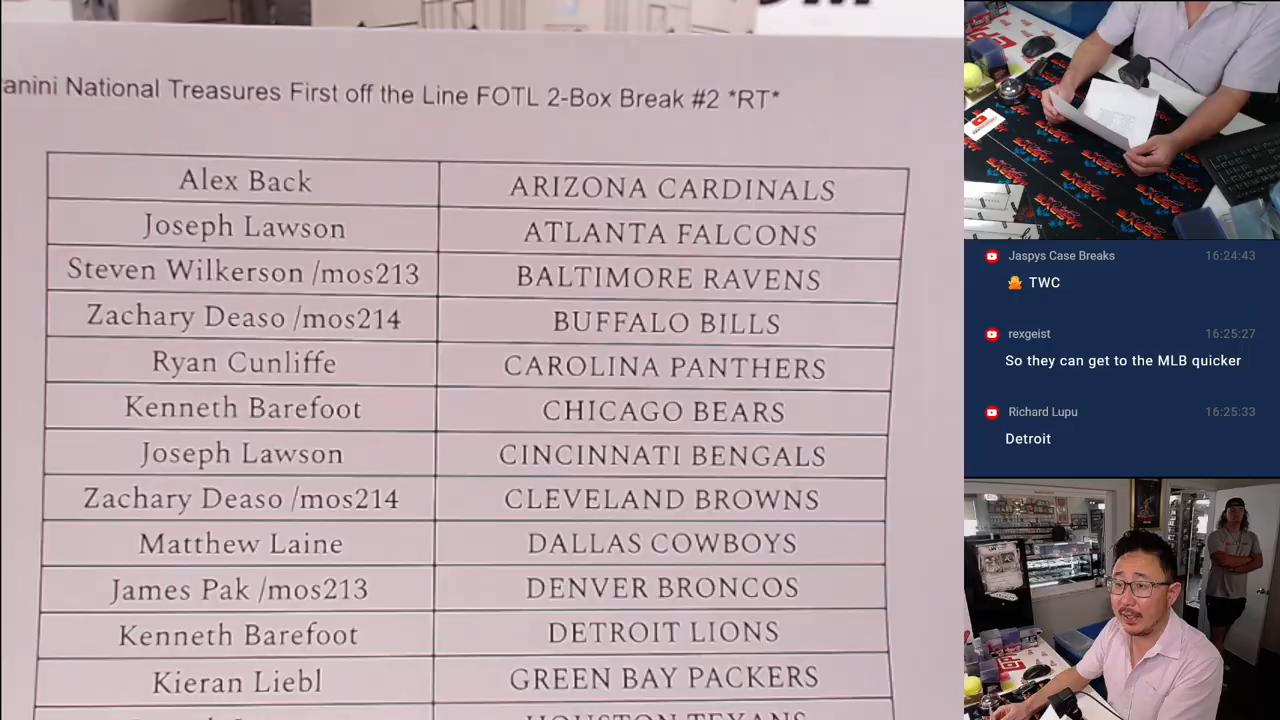 anini National Treasures First off the Line FOTL 2-Box Break #2 *RT*
Alex Back ARIZONA CARDINALS
Joseph Lawson ATLANTA FALCONS
Steven Wilkerson /mos213 BALTIMORE RAVENS
Zachary Deaso /mos214 BUFFALO BILLS
Ryan Cunliffe CAROLINA PANTHERS
Kenneth Barefoot CHICAGO BEARS
Joseph Lawson CINCINNATI BENGALS
Zachary Deaso /mos214 CLEVELAND BROWNS
Matthew Laine DALLAS COWBOYS
James Pak /mos213 DENVER BRONCOS
Kenneth Barefoot DETROIT LIONS
Kieran Liebl GREEN BAY PACKERS
HOUSTON TEXANS
Jaspys Case Breaks 16:24:43
TWC
rexgeist 16:25:27
So they can get to the MLB quicker
Richard Lupu 16:25:33
Detroit